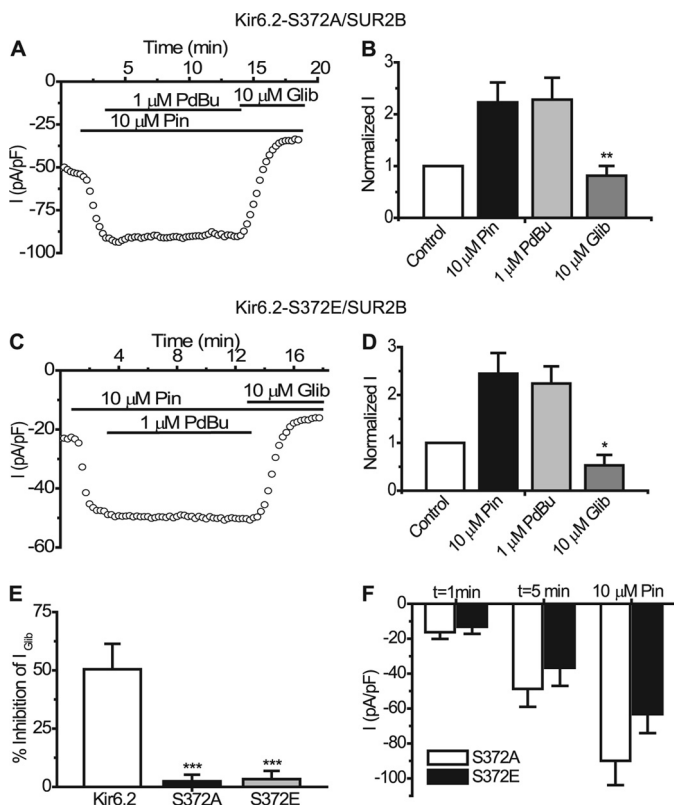 Kir6.2-S372A/SUR2B
A
Time (min)
5 10 15 20
0
-25
-50
-75
-100
I (pA/pF)
10 μM Glib
1 μM PdBu
10 μM Pin
B
Normalized I
3
2
1
0
**
Control
10 μM Pin
1 μM PdBu
10 μM Glib
Kir6.2-S372E/SUR2B
C
Time (min)
4 8 12 16
0
-20
-40
-60
I (pA/pF)
10 μM Glib
10 μM Pin
1 μM PdBu
D
Normalized I
3
2
1
0
*
Control
10 μM Pin
1 μM PdBu
10 μM Glib
E
% Inhibition of I Glib
75
50
25
0
***
***
Kir6.2 S372A S372E
F
t=1min t=5 min 10 μM Pin
0
-20
-40
-60
-80
-100
I (pA/pF)
S372A
S372E